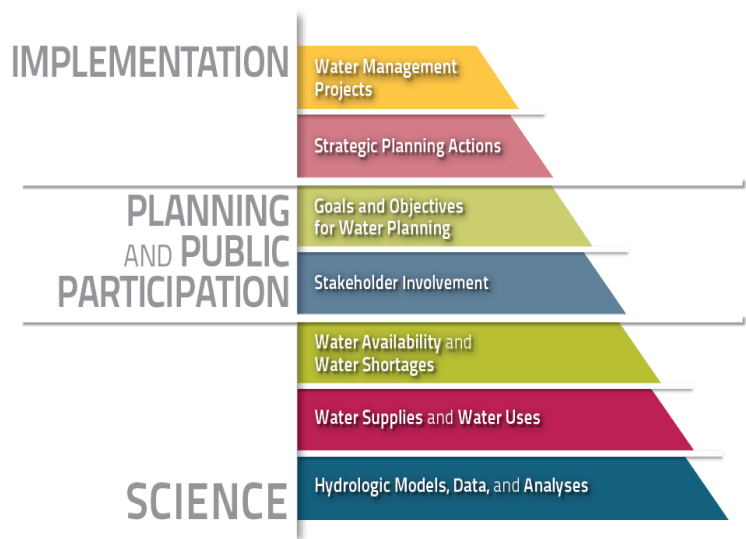 IMPLEMENTATION
Water Management
Projects
Strategic Planning Actions
PLANNING
AND PUBLIC
PARTICIPATION
Goals and Objectives
for Water Planning
Stakeholder Involvement
Water Availability and
Water Shortages
Water Supplies and Water Uses
SCIENCE
Hydrologic Models, Data, and Analyses